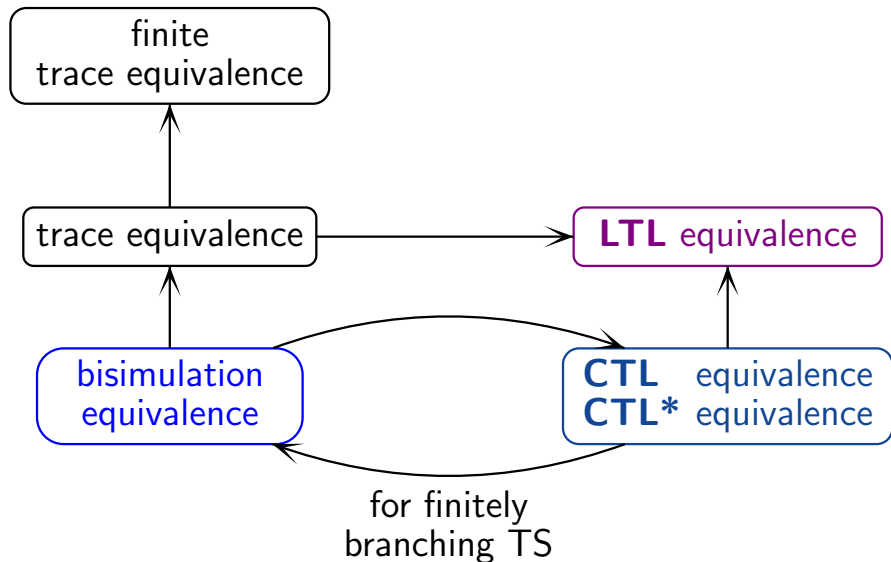 finite
trace equivalence
trace equivalence
LTL equivalence
bisimulation
equivalence
CTL equivalence
CTL* equivalence
for finitely
branching TS